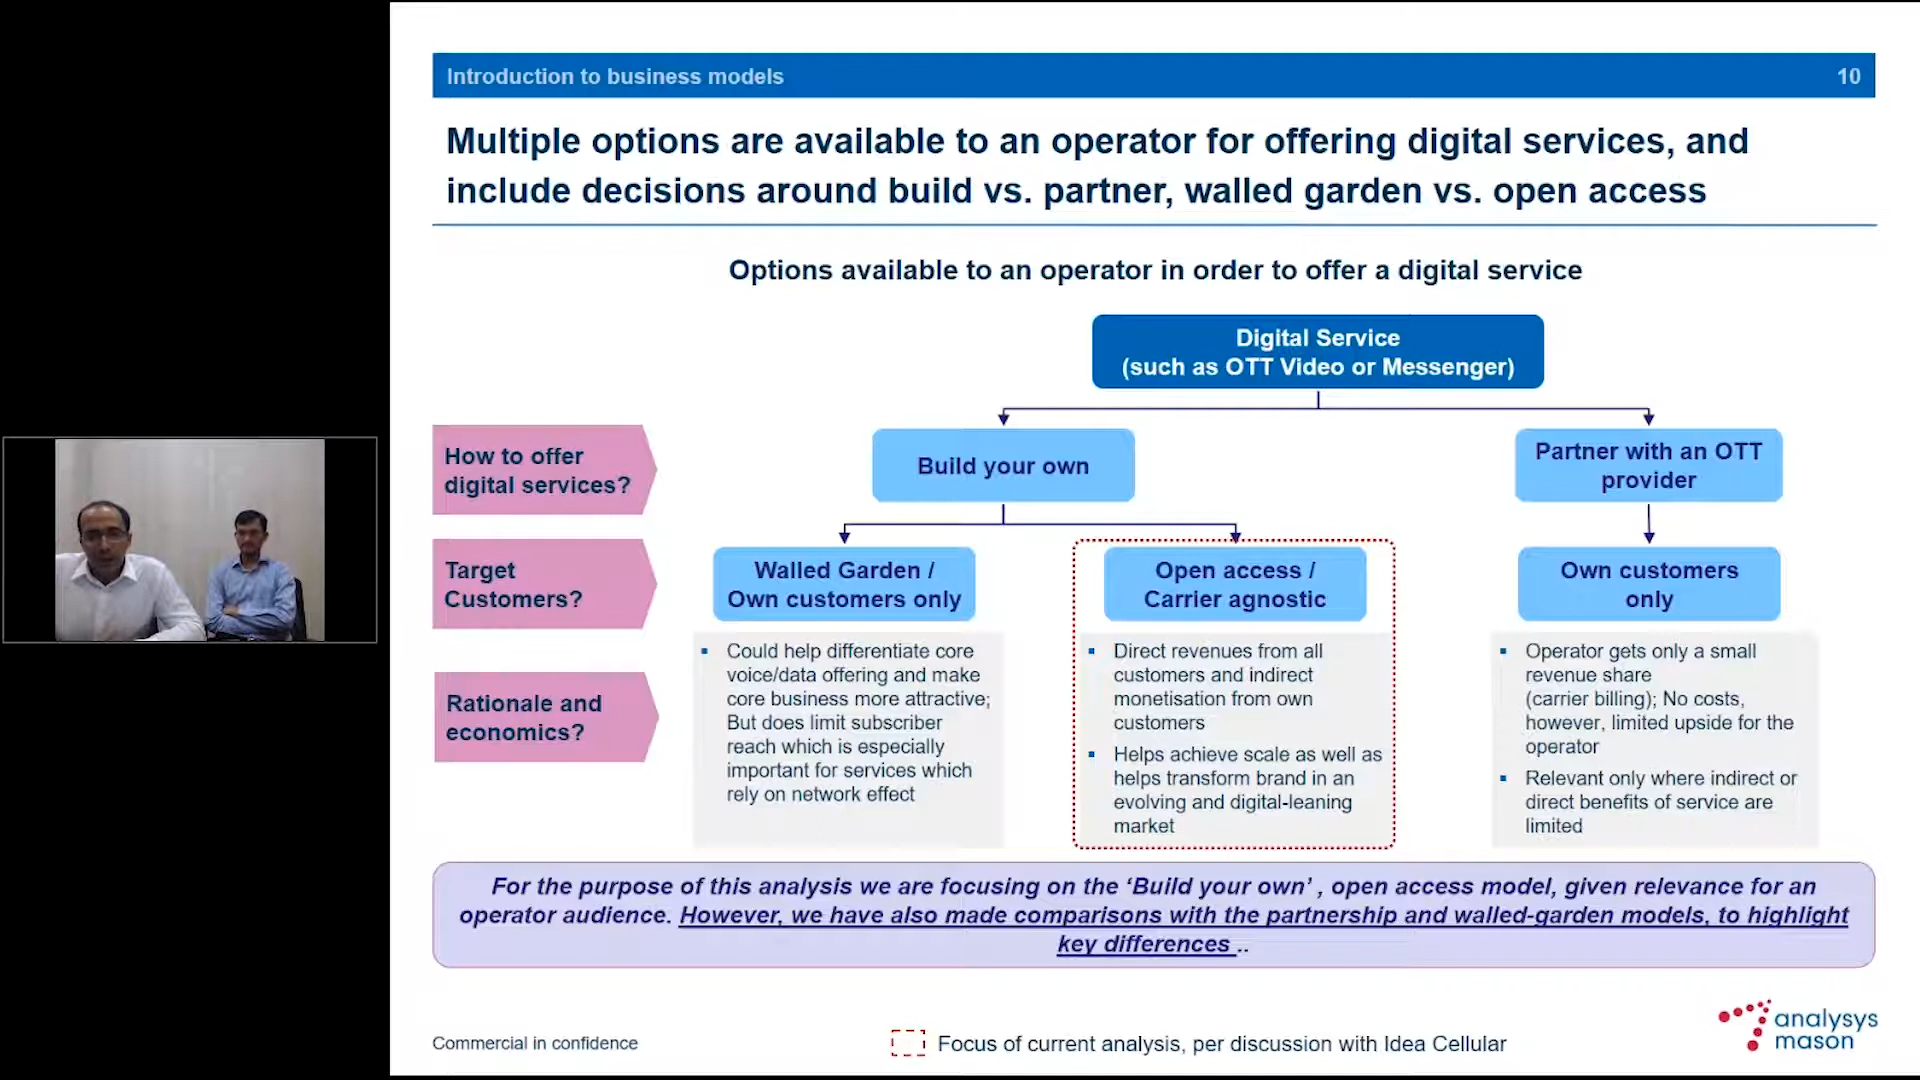 Introduction to business models
10
Multiple options are available to an operator for offering digital services, and
include decisions around build vs. partner, walled garden vs. open access
Options available to an operator in order to offer a digital service
Digital Service
(such as OTT Video or Messenger)
How to offer
digital services?
Build your own
Partner with an OTT
provider
Target
Customers?
Walled Garden /
Own customers only
Open access /
Carrier agnostic
Own customers
only
Rationale and
economics?
▪ Could help differentiate core
voice/data offering and make
core business more attractive;
But does limit subscriber
reach which is especially
important for services which
rely on network effect
▪ Direct revenues from all
customers and indirect
monetisation from own
customers
▪ Helps achieve scale as well as
helps transform brand in an
evolving and digital-leaning
market
▪ Operator gets only a small
revenue share
(carrier billing); No costs,
however, limited upside for the
operator
▪ Relevant only where indirect or
direct benefits of service are
limited
For the purpose of this analysis we are focusing on the ‘Build your own’ , open access model, given relevance for an
operator audience. However, we have also made comparisons with the partnership and walled-garden models, to highlight
key differences ..
Commercial in confidence
Focus of current analysis, per discussion with Idea Cellular
analysys
mason